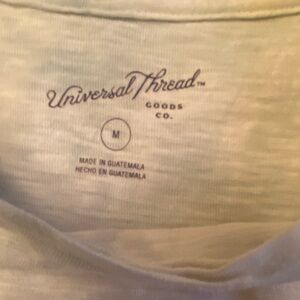 Universal Thread™
GOODS
CO.
M
MADE IN GUATEMALA
HECHO EN GUATEMALA